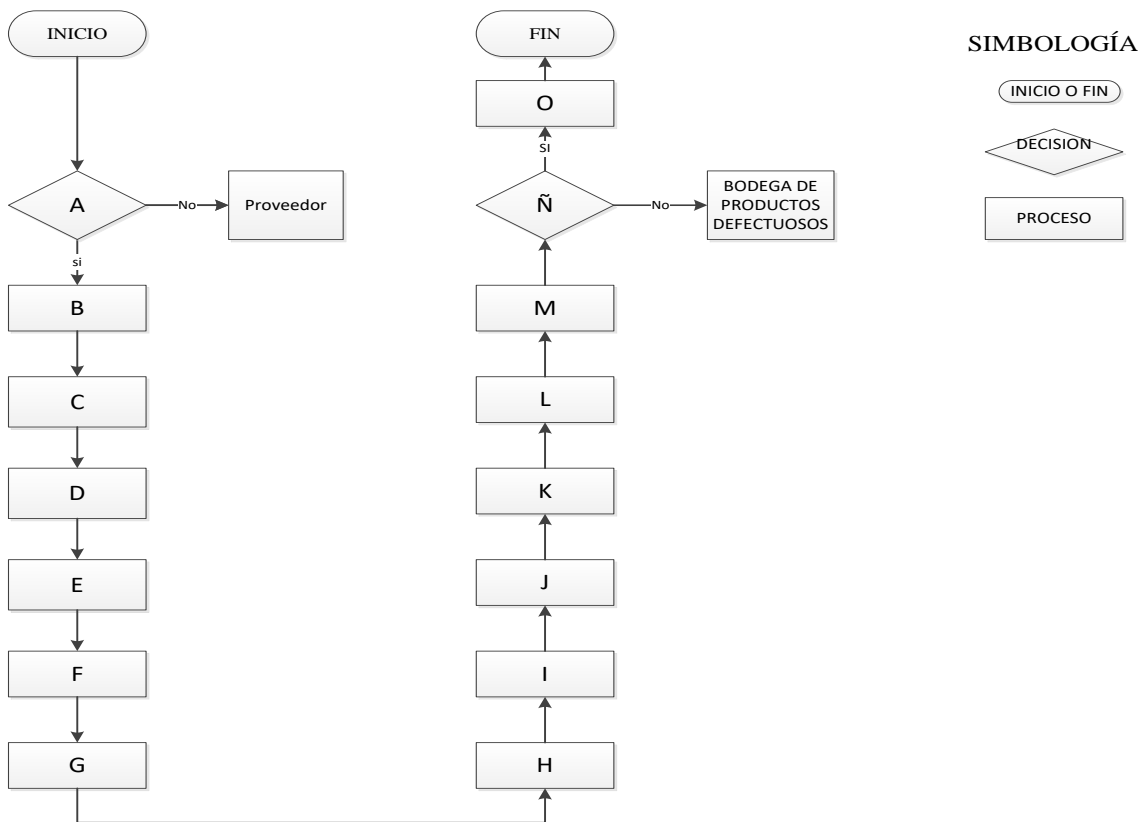 INICIO
A
No
Proveedor
si
B
C
D
E
F
G
H
I
J
K
L
M
Ñ
No
BODEGA DE
PRODUCTOS
DEFECTUOSOS
SI
O
FIN
SIMBOLOGÍA
INICIO O FIN
DECISION
PROCESO